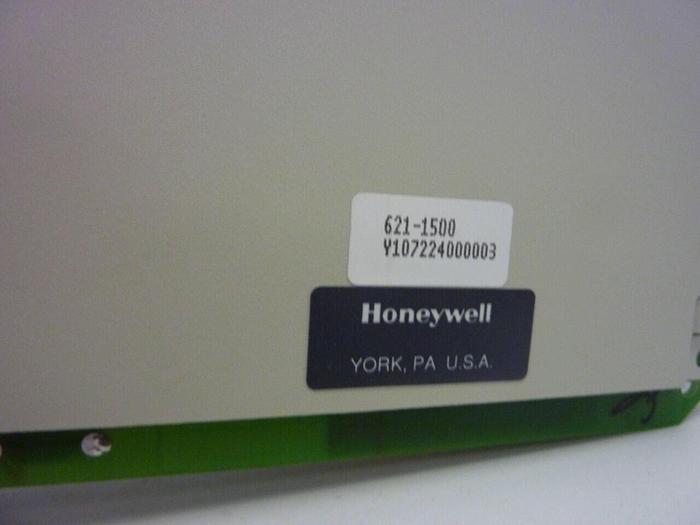 621-1500
Y107224000003
Honeywell
YORK, PA U.S.A.